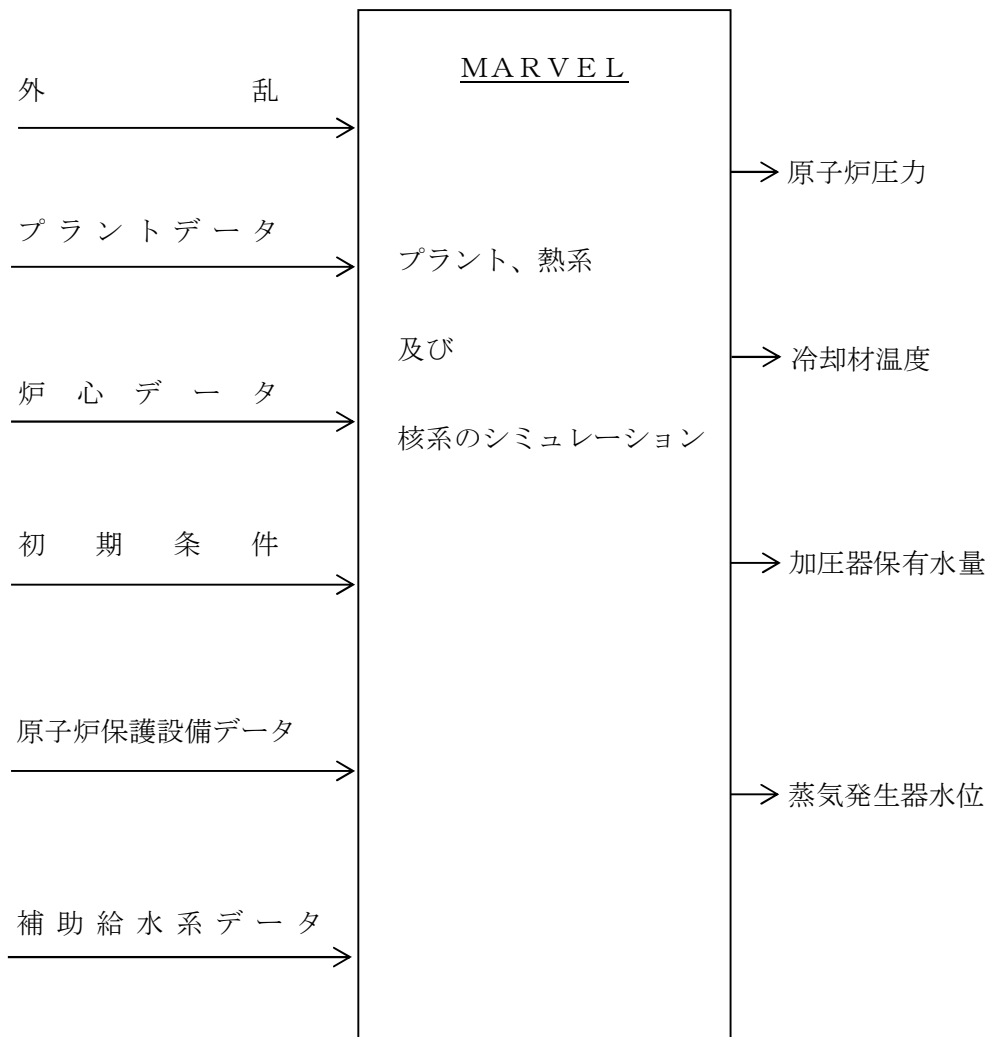 外乱
プラントデータ
炉心データ
初期条件
原子炉保護設備データ
補助給水系データ
ＭＡＲＶＥＬ
プラント、熱系
及び
核系のシミュレーション
原子炉圧力
冷却材温度
加圧器保有水量
蒸気発生器水位